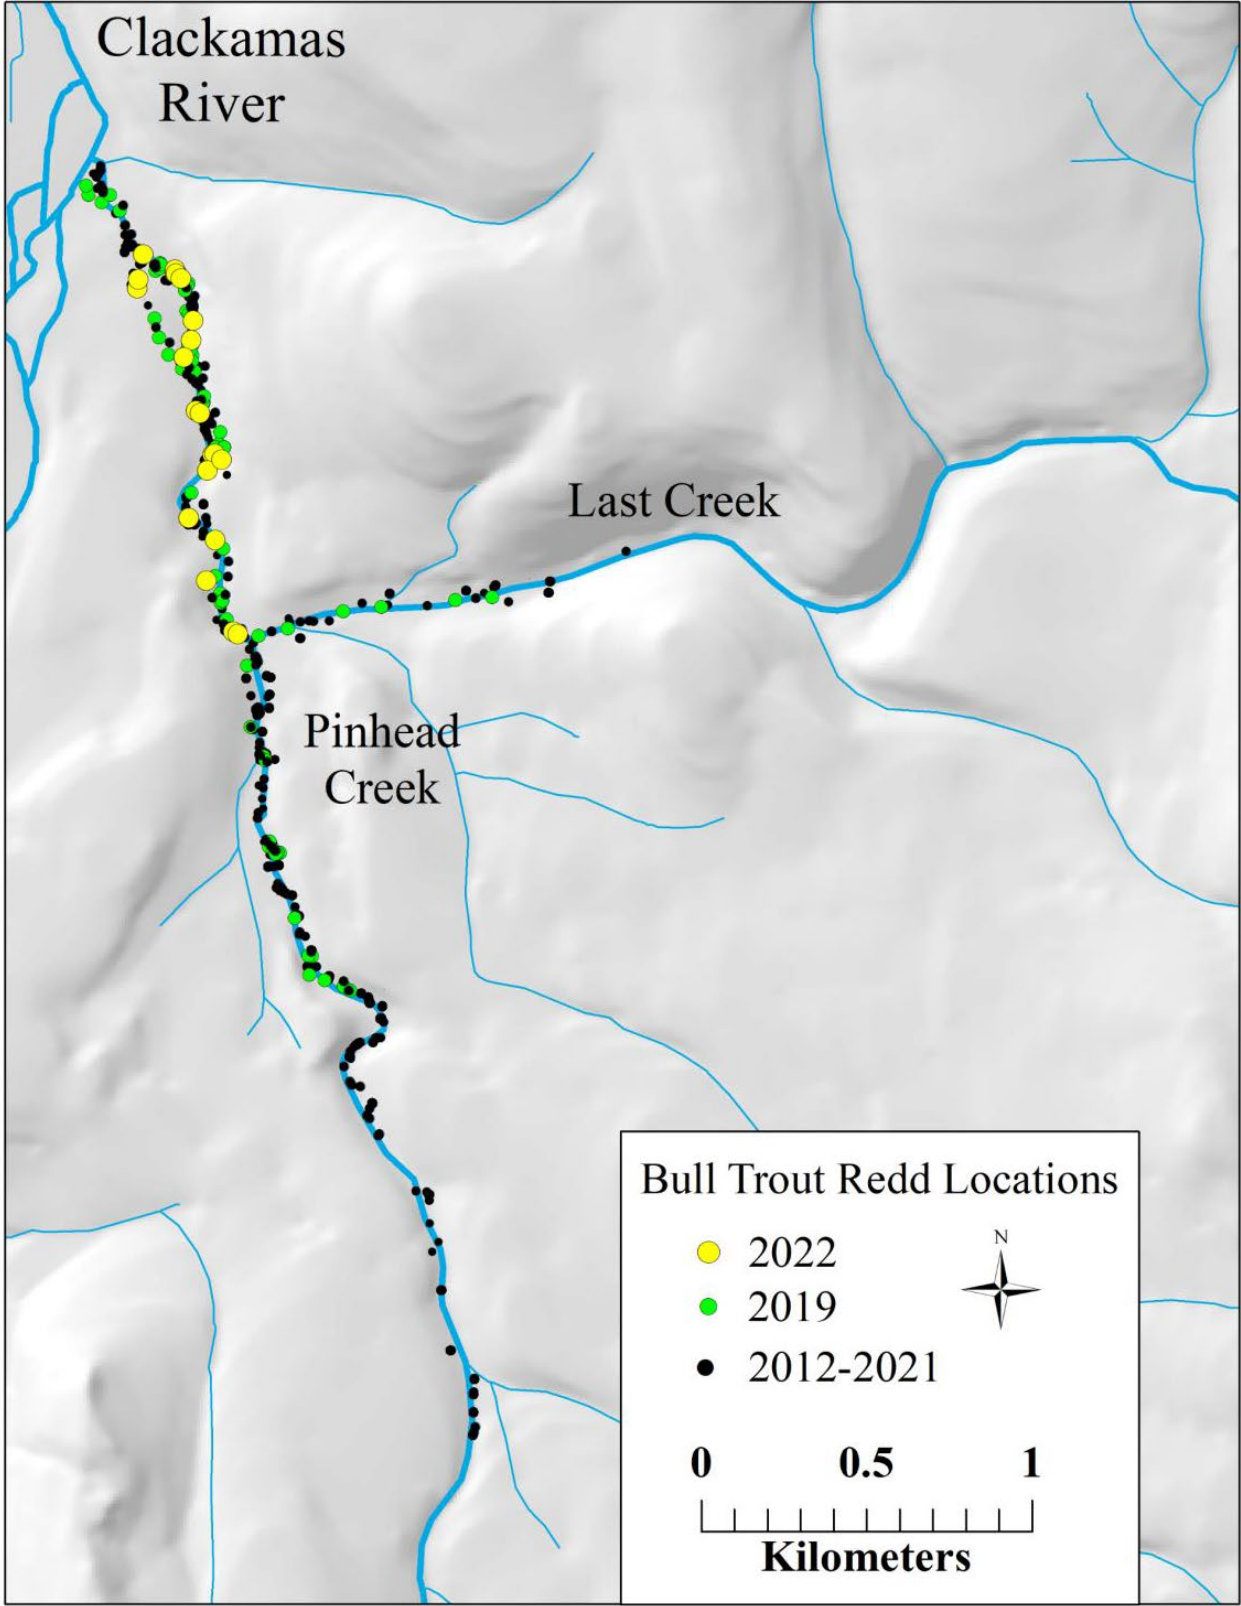 Clackamas
River
Last Creek
Pinhead
Creek
Bull Trout Redd Locations
N
2022
2019
2012-2021
0 0.5 1
Kilometers